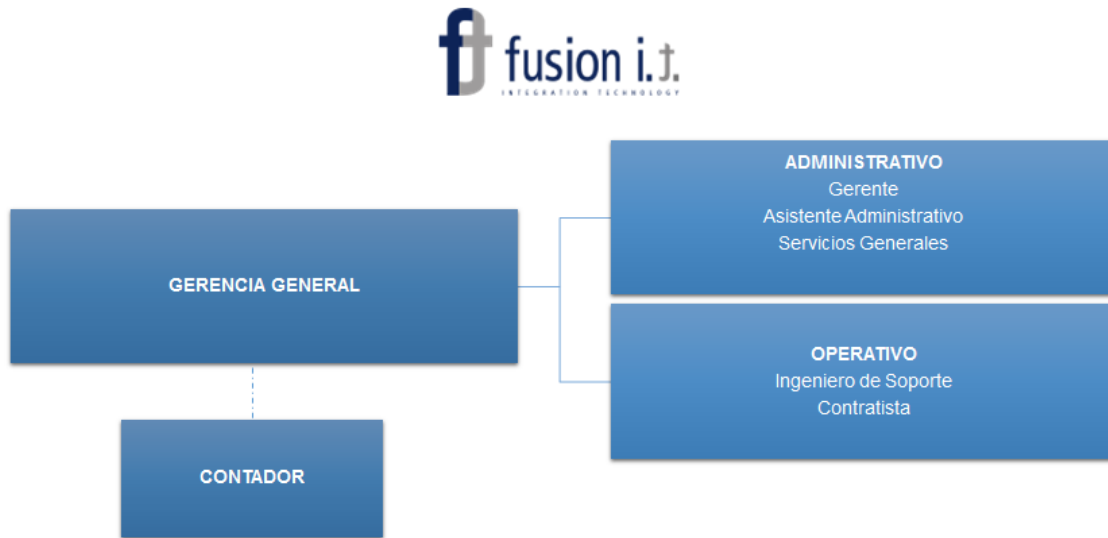 fusion i.t.
INTEGRATION TECHNOLOGY
GERENCIA GENERAL
CONTADOR
ADMINISTRATIVO
Gerente
Asistente Administrativo
Servicios Generales
OPERATIVO
Ingeniero de Soporte
Contratista